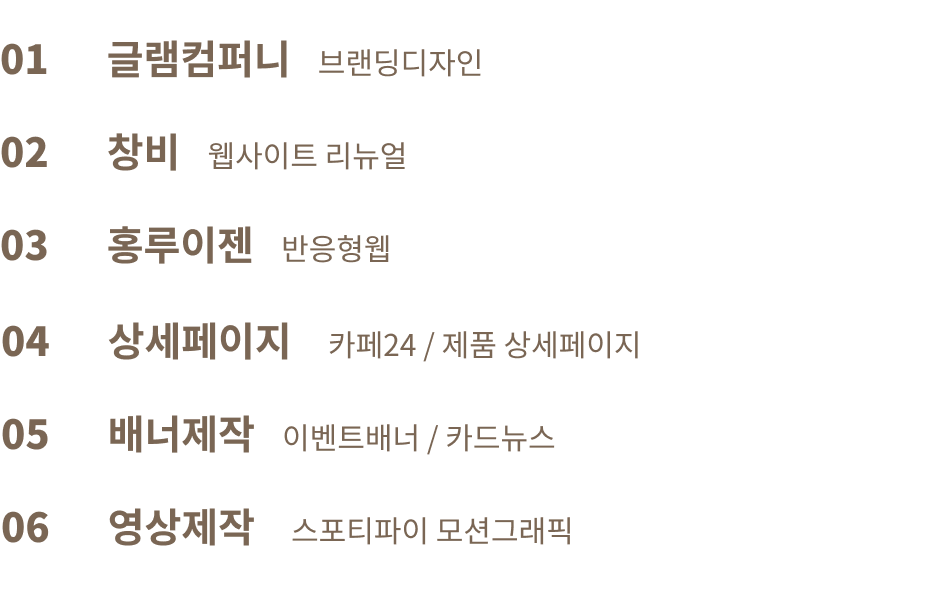 01 글램컴퍼니 브랜딩디자인
02 창비 웹사이트 리뉴얼
03 홍루이젠 반응형웹
04 상세페이지 카페24 / 제품 상세페이지
05 배너제작 이벤트배너 / 카드뉴스
06 영상제작 스포티파이 모션그래픽